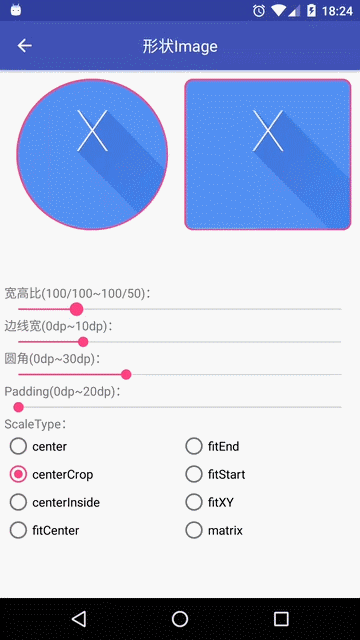 18:24
形状Image
X
X
宽高比(100/100~100/50)：
边线宽(0dp~10dp)：
圆角(0dp~30dp)：
Padding(0dp~20dp)：
ScaleType：
center
fitEnd
centerCrop
fitStart
centerInside
fitXY
fitCenter
matrix